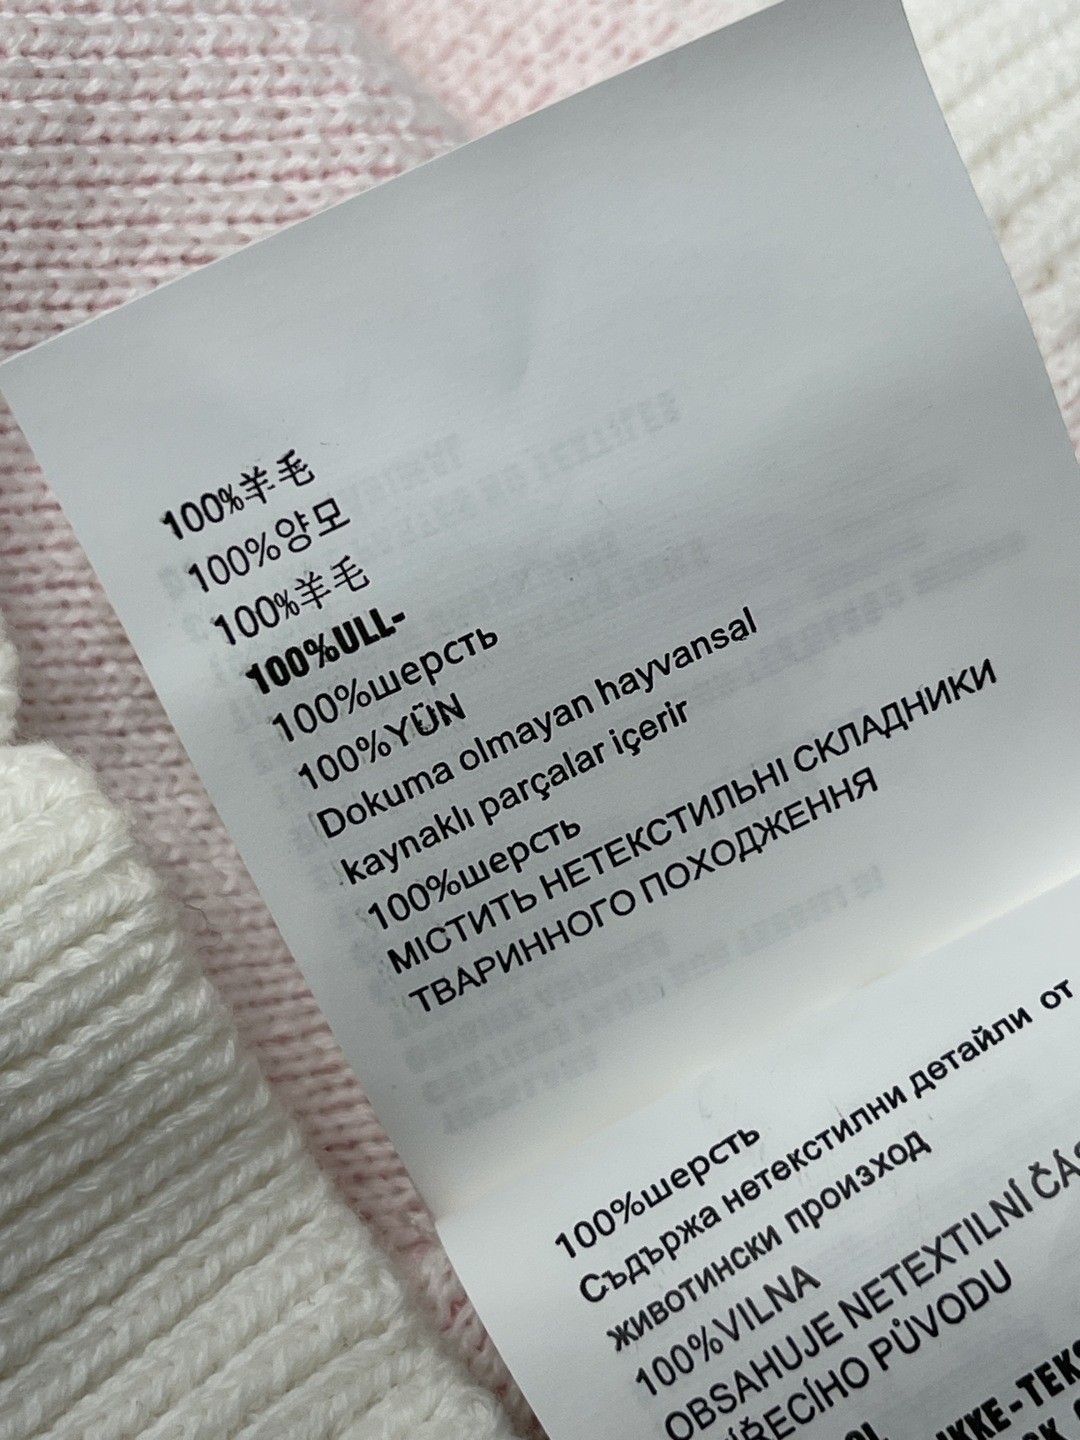 100%羊毛
100%양모
100%羊毛
100%ULL-
100%шерсть
100%YÜN
Dokuma olmayan hayvansal
kaynaklı parçalar içerir
100%шерсть
МІСТИТЬ НЕТЕКСТИЛЬНІ СКЛАДНИКИ
ТВАРИННОГО ПОХОДЖЕННЯ
100%шерсть
Съдържа нетекстилни детайли от
животински произход
100%VILNA
OBSAHUJE NETEXTILNÍ
PŮVODU
IKKE-TEKS